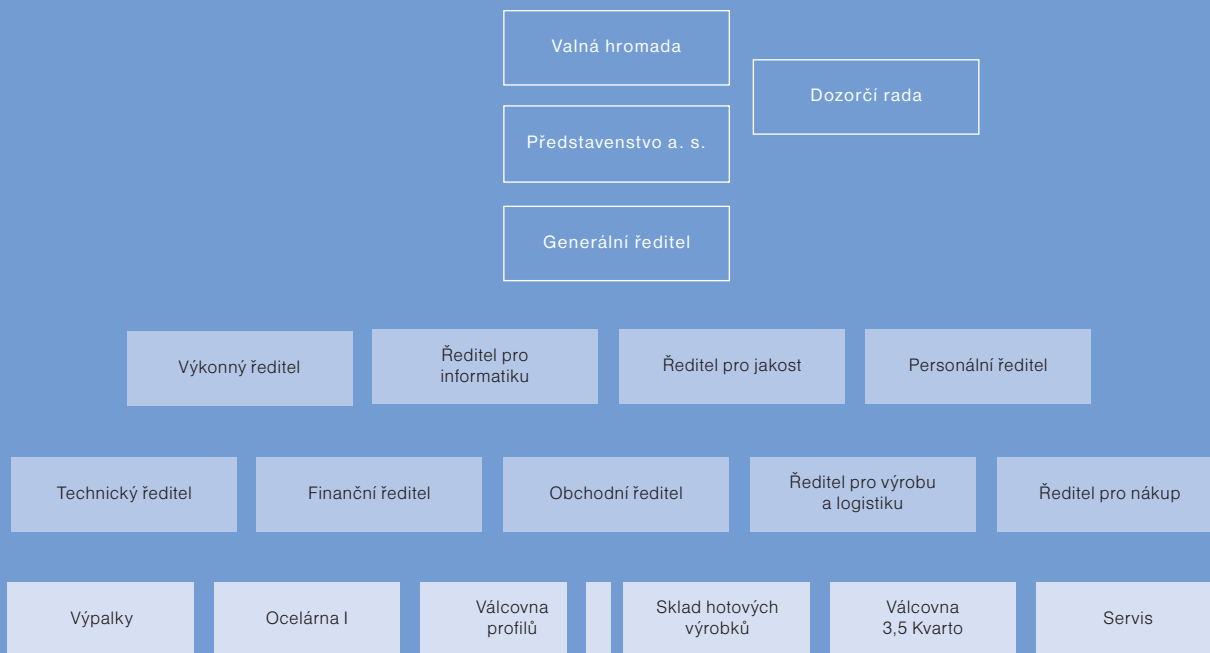 Valná hromada
Dozorčí rada
Představenstvo a. s.
Generální ředitel
Výkonný ředitel
Ředitel pro
informatiku
Ředitel pro jakost
Personální ředitel
Technický ředitel
Finanční ředitel
Obchodní ředitel
Ředitel pro výrobu
a logistiku
Ředitel pro nákup
Výpalky
Ocelárna I
Válcovna
profilů
Sklad hotových
výrobků
Válcovna
3,5 Kvarto
Servis